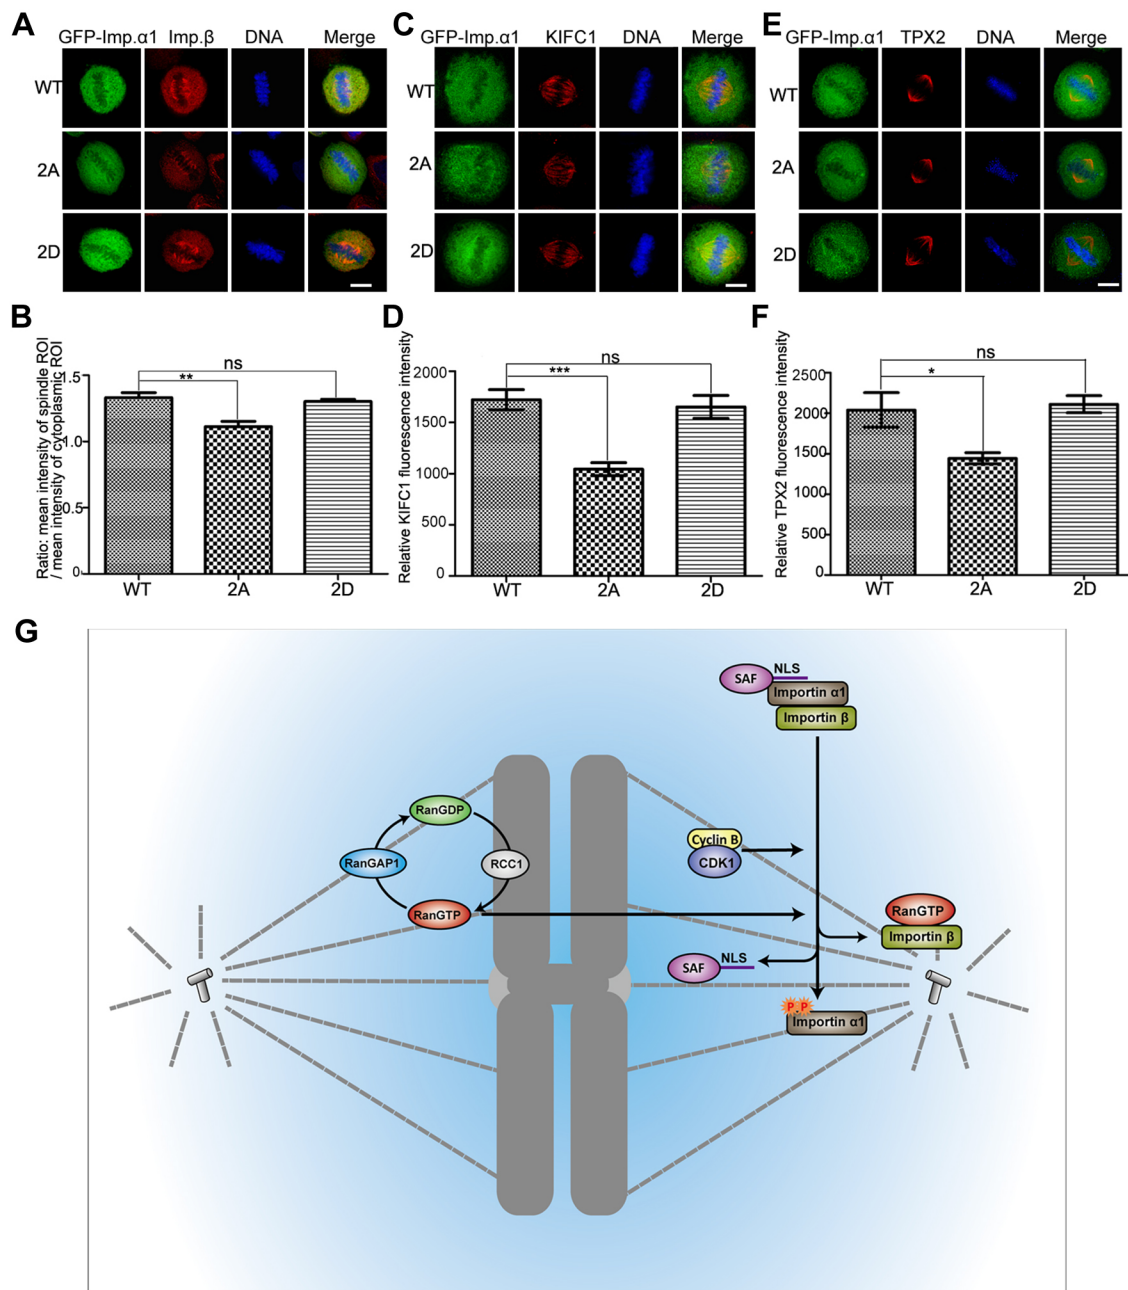 A
GFP-Imp.α1 Imp.β DNA Merge
WT
2A
2D
B
Ratio: mean intensity of spindle ROI
/ mean intensity of cytoplasmic ROI
1.5
1.0
0.5
0
ns
**
WT 2A 2D
C
GFP-Imp.α1 KIFC1 DNA Merge
WT
2A
2D
D
Relative KIFC1 fluorescence intensity
2000
1500
1000
500
0
ns
***
WT 2A 2D
E
GFP-Imp.α1 TPX2 DNA Merge
WT
2A
2D
F
Relative TPX2 fluorescence intensity
2500
2000
1500
1000
500
0
ns
*
WT 2A 2D
G
SAF NLS
Importin α1
Importin β
RanGDP
RanGAP1
RCC1
RanGTP
Cyclin B
CDK1
RanGTP
Importin β
SAF NLS
P P
Importin α1